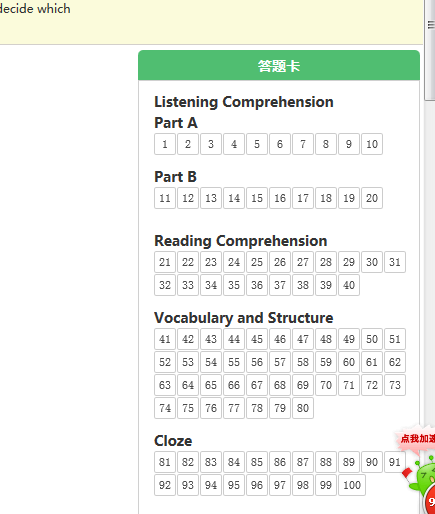 decide which
答题卡
Listening Comprehension
Part A
1 2 3 4 5 6 7 8 9 10
Part B
11 12 13 14 15 16 17 18 19 20
Reading Comprehension
21 22 23 24 25 26 27 28 29 30 31
32 33 34 35 36 37 38 39 40
Vocabulary and Structure
41 42 43 44 45 46 47 48 49 50 51
52 53 54 55 56 57 58 59 60 61 62
63 64 65 66 67 68 69 70 71 72 73
74 75 76 77 78 79 80
Cloze
81 82 83 84 85 86 87 88 89 90 91
点我加速
92 93 94 95 96 97 98 99 100